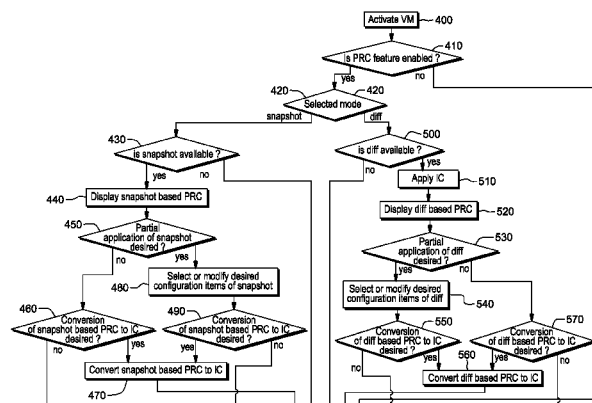 Activate VM
400
is PRC feature enabled ?
410
yes
no
420
Selected mode
420
snapshot
diff
430
is snapshot available ?
yes
no
500
is diff available ?
yes
no
Apply IC
510
440
Display snapshot based PRC
Display diff based PRC
520
450
Partial
application of snapshot
desired ?
no
yes
Partial
application of diff
desired ?
530
yes
no
Select or modify desired
configuration items of snapshot
480
Select or modify desired
configuration items of diff
540
460
Conversion
of snapshot based PRC to IC
desired ?
no
yes
490
Conversion
of snapshot based PRC to IC
desired ?
yes
no
550
Conversion
of diff based PRC to IC
desired ?
no
yes
570
Conversion
of diff based PRC to IC
desired ?
yes
no
560
Convert snapshot based PRC to IC
470
Convert diff based PRC to IC